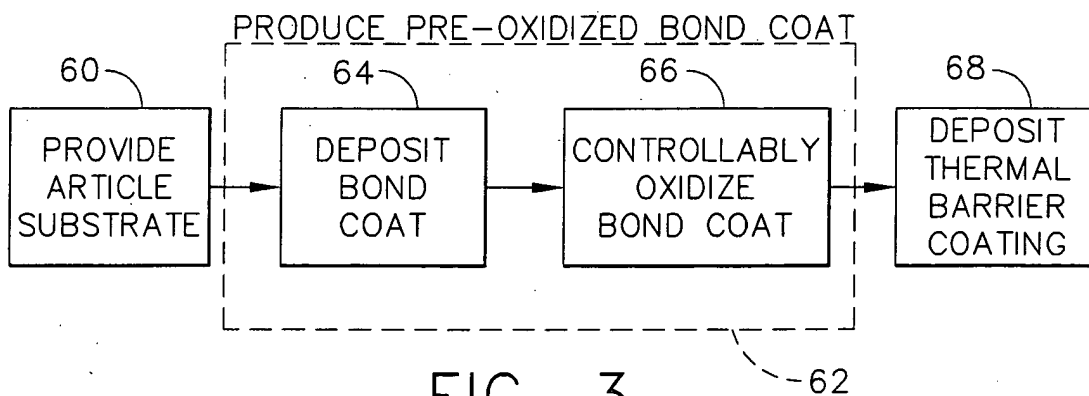 PRODUCE PRE-OXIDIZED BOND COAT
60
64
66
68
PROVIDE
ARTICLE
SUBSTRATE
DEPOSIT
BOND
COAT
CONTROLLABLY
OXIDIZE
BOND COAT
DEPOSIT
THERMAL
BARRIER
COATING
62
FIG. 3